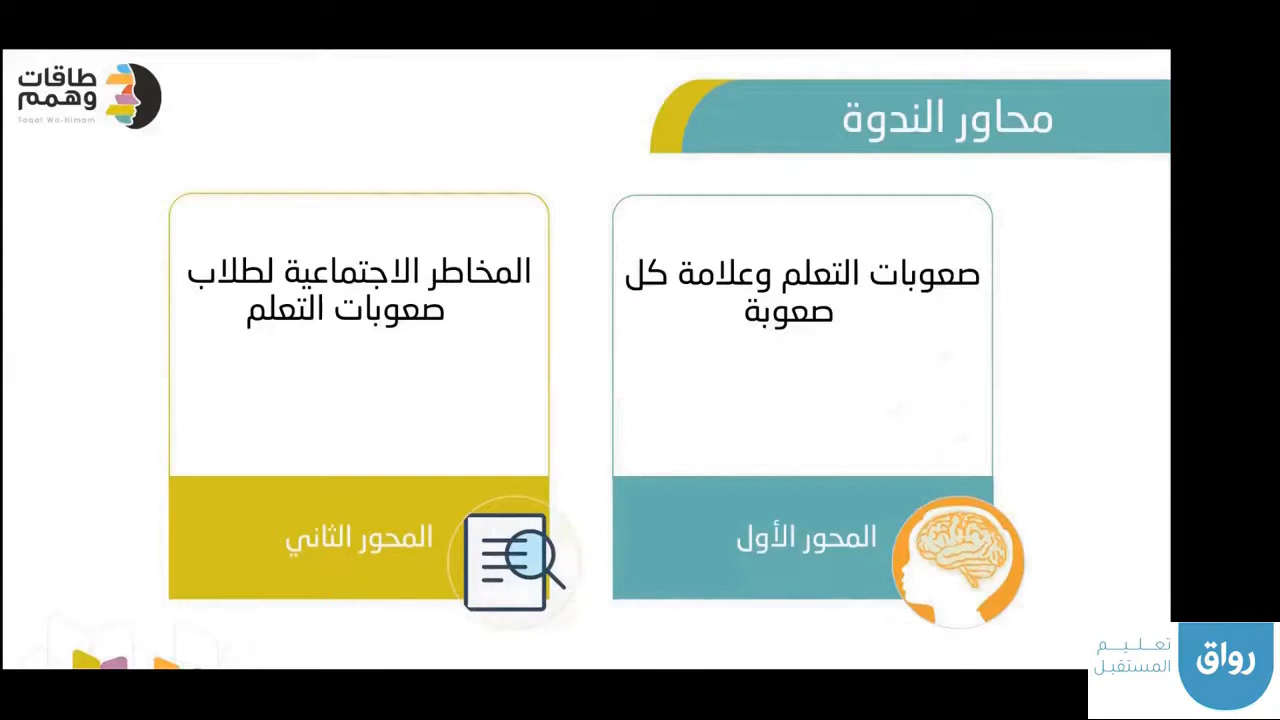 طاقات
وهمم
Taqat Wa-Himam
محاور الندوة
صعوبات التعلم وعلامة كل
صعوبة
المحور الأول
المخاطر الاجتماعية لطلاب
صعوبات التعلم
المحور الثاني
تعليم
المستقبل
رواق